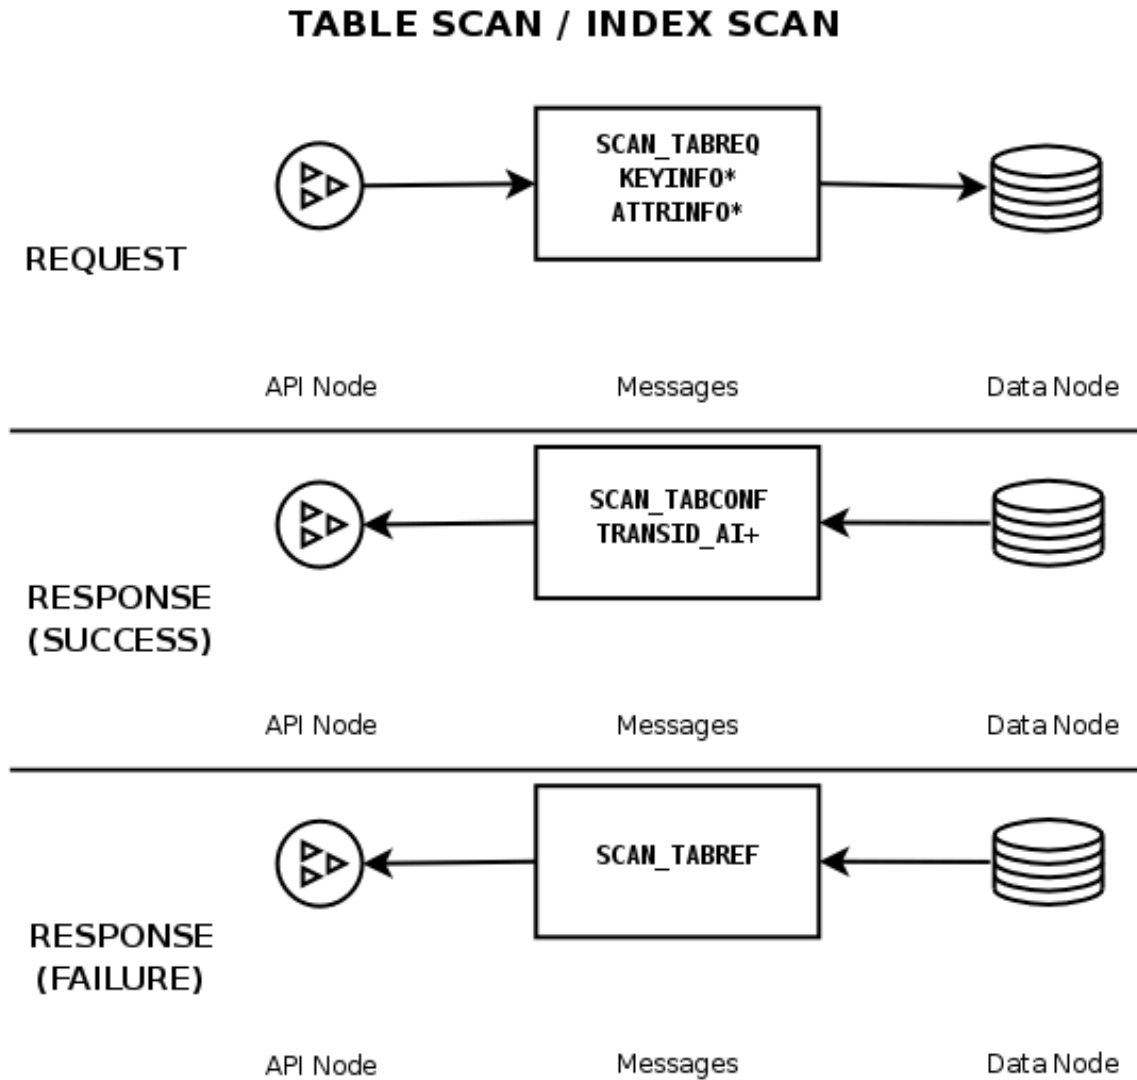 TABLE SCAN / INDEX SCAN
SCAN_TABREQ
KEYINFO*
ATTRINFO*
REQUEST
API Node
Messages
Data Node
SCAN_TABCONF
TRANSID_AI+
RESPONSE
(SUCCESS)
API Node
Messages
Data Node
SCAN_TABREF
RESPONSE
(FAILURE)
API Node
Messages
Data Node